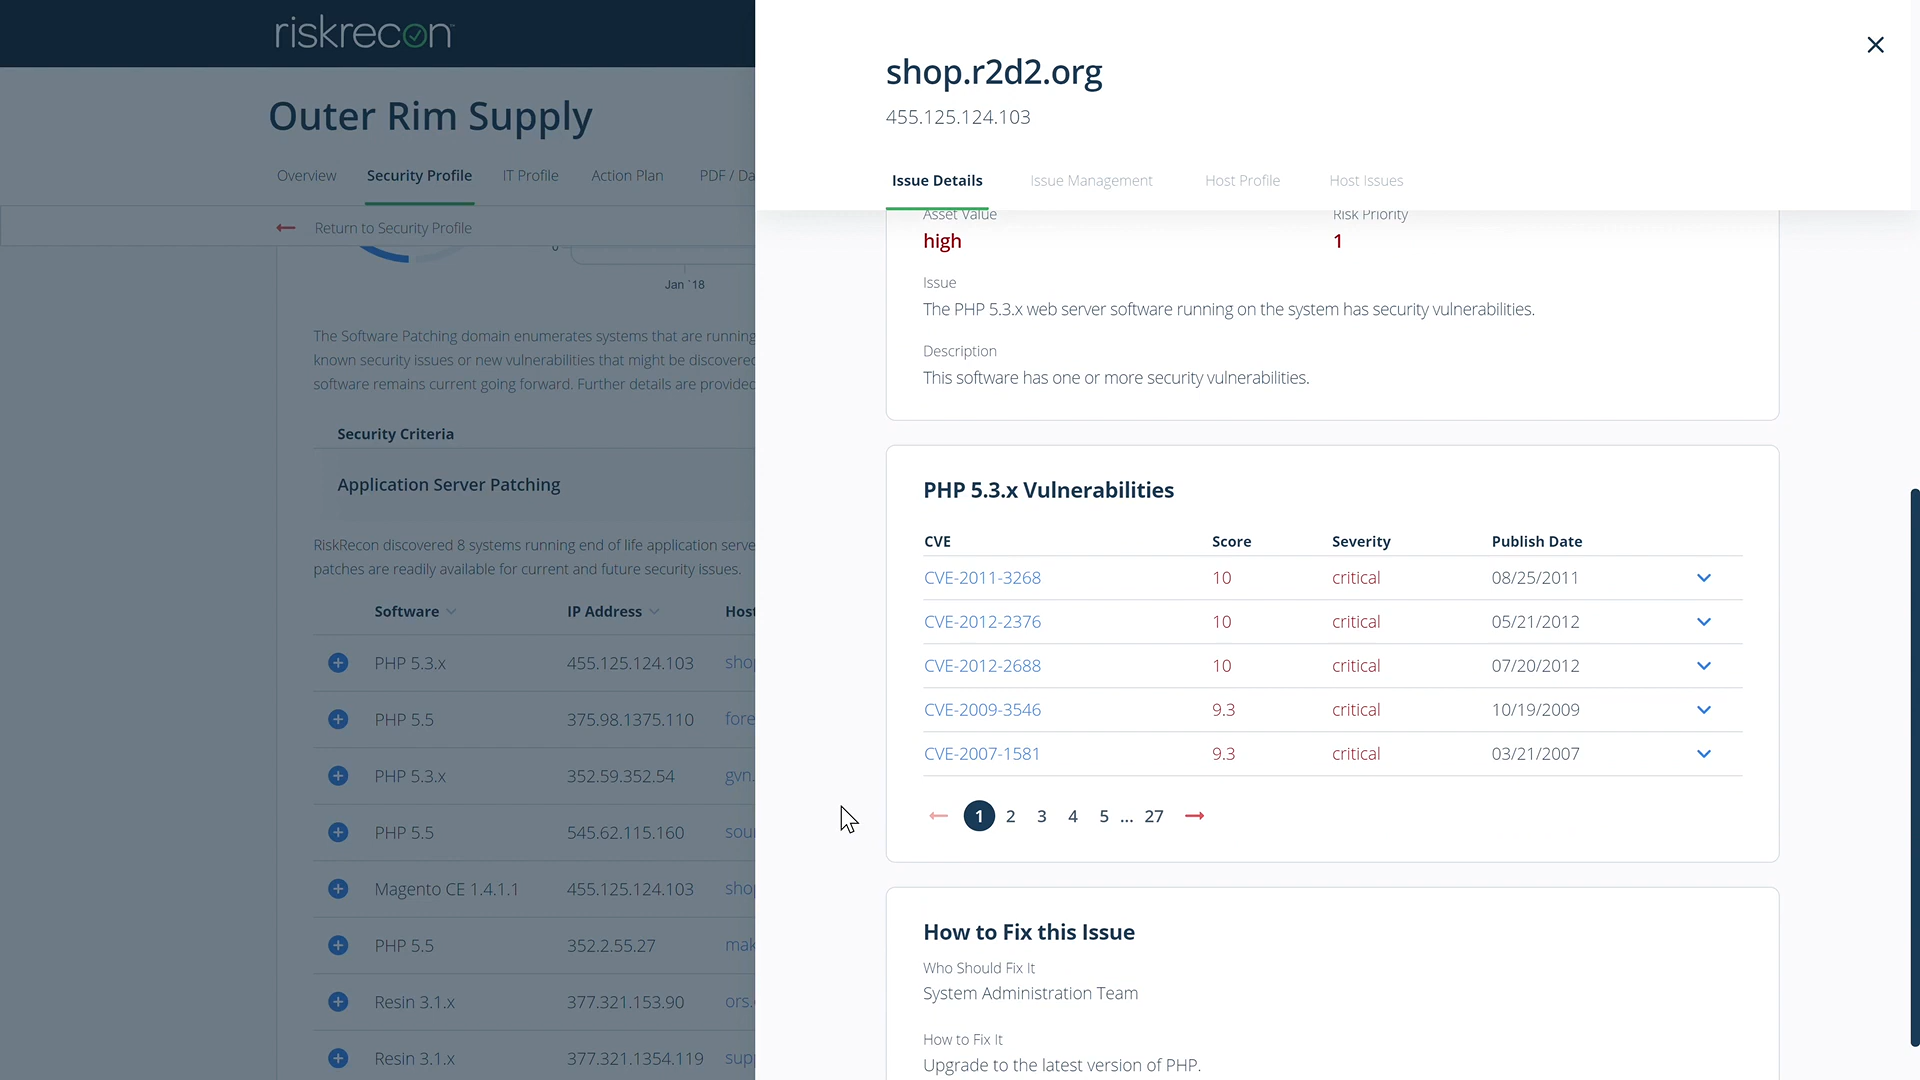 riskrecon
Outer Rim Supply
Overview Security Profile IT Profile Action Plan PDF / Da
Return to Security Profile
0
Jan `18
The Software Patching domain enumerates systems that are running
known security issues or new vulnerabilities that might be discovered
software remains current going forward. Further details are provided
Security Criteria
Application Server Patching
RiskRecon discovered 8 systems running end of life application serve
patches are readily available for current and future security issues.
Software IP Address Host
PHP 5.3.x 455.125.124.103 shop
PHP 5.5 375.98.1375.110 fore
PHP 5.3.x 352.59.352.54 gvn.
PHP 5.5 545.62.115.160 sour
Magento CE 1.4.1.1 455.125.124.103 shop
PHP 5.5 352.2.55.27 mak
Resin 3.1.x 377.321.153.90 ors.
Resin 3.1.x 377.321.1354.119 supp
shop.r2d2.org
455.125.124.103
Issue Details Issue Management Host Profile Host Issues
Asset Value Risk Priority
high 1
Issue
The PHP 5.3.x web server software running on the system has security vulnerabilities.
Description
This software has one or more security vulnerabilities.
PHP 5.3.x Vulnerabilities
CVE Score Severity Publish Date
CVE-2011-3268 10 critical 08/25/2011
CVE-2012-2376 10 critical 05/21/2012
CVE-2012-2688 10 critical 07/20/2012
CVE-2009-3546 9.3 critical 10/19/2009
CVE-2007-1581 9.3 critical 03/21/2007
1 2 3 4 5 ... 27
How to Fix this Issue
Who Should Fix It
System Administration Team
How to Fix It
Upgrade to the latest version of PHP.